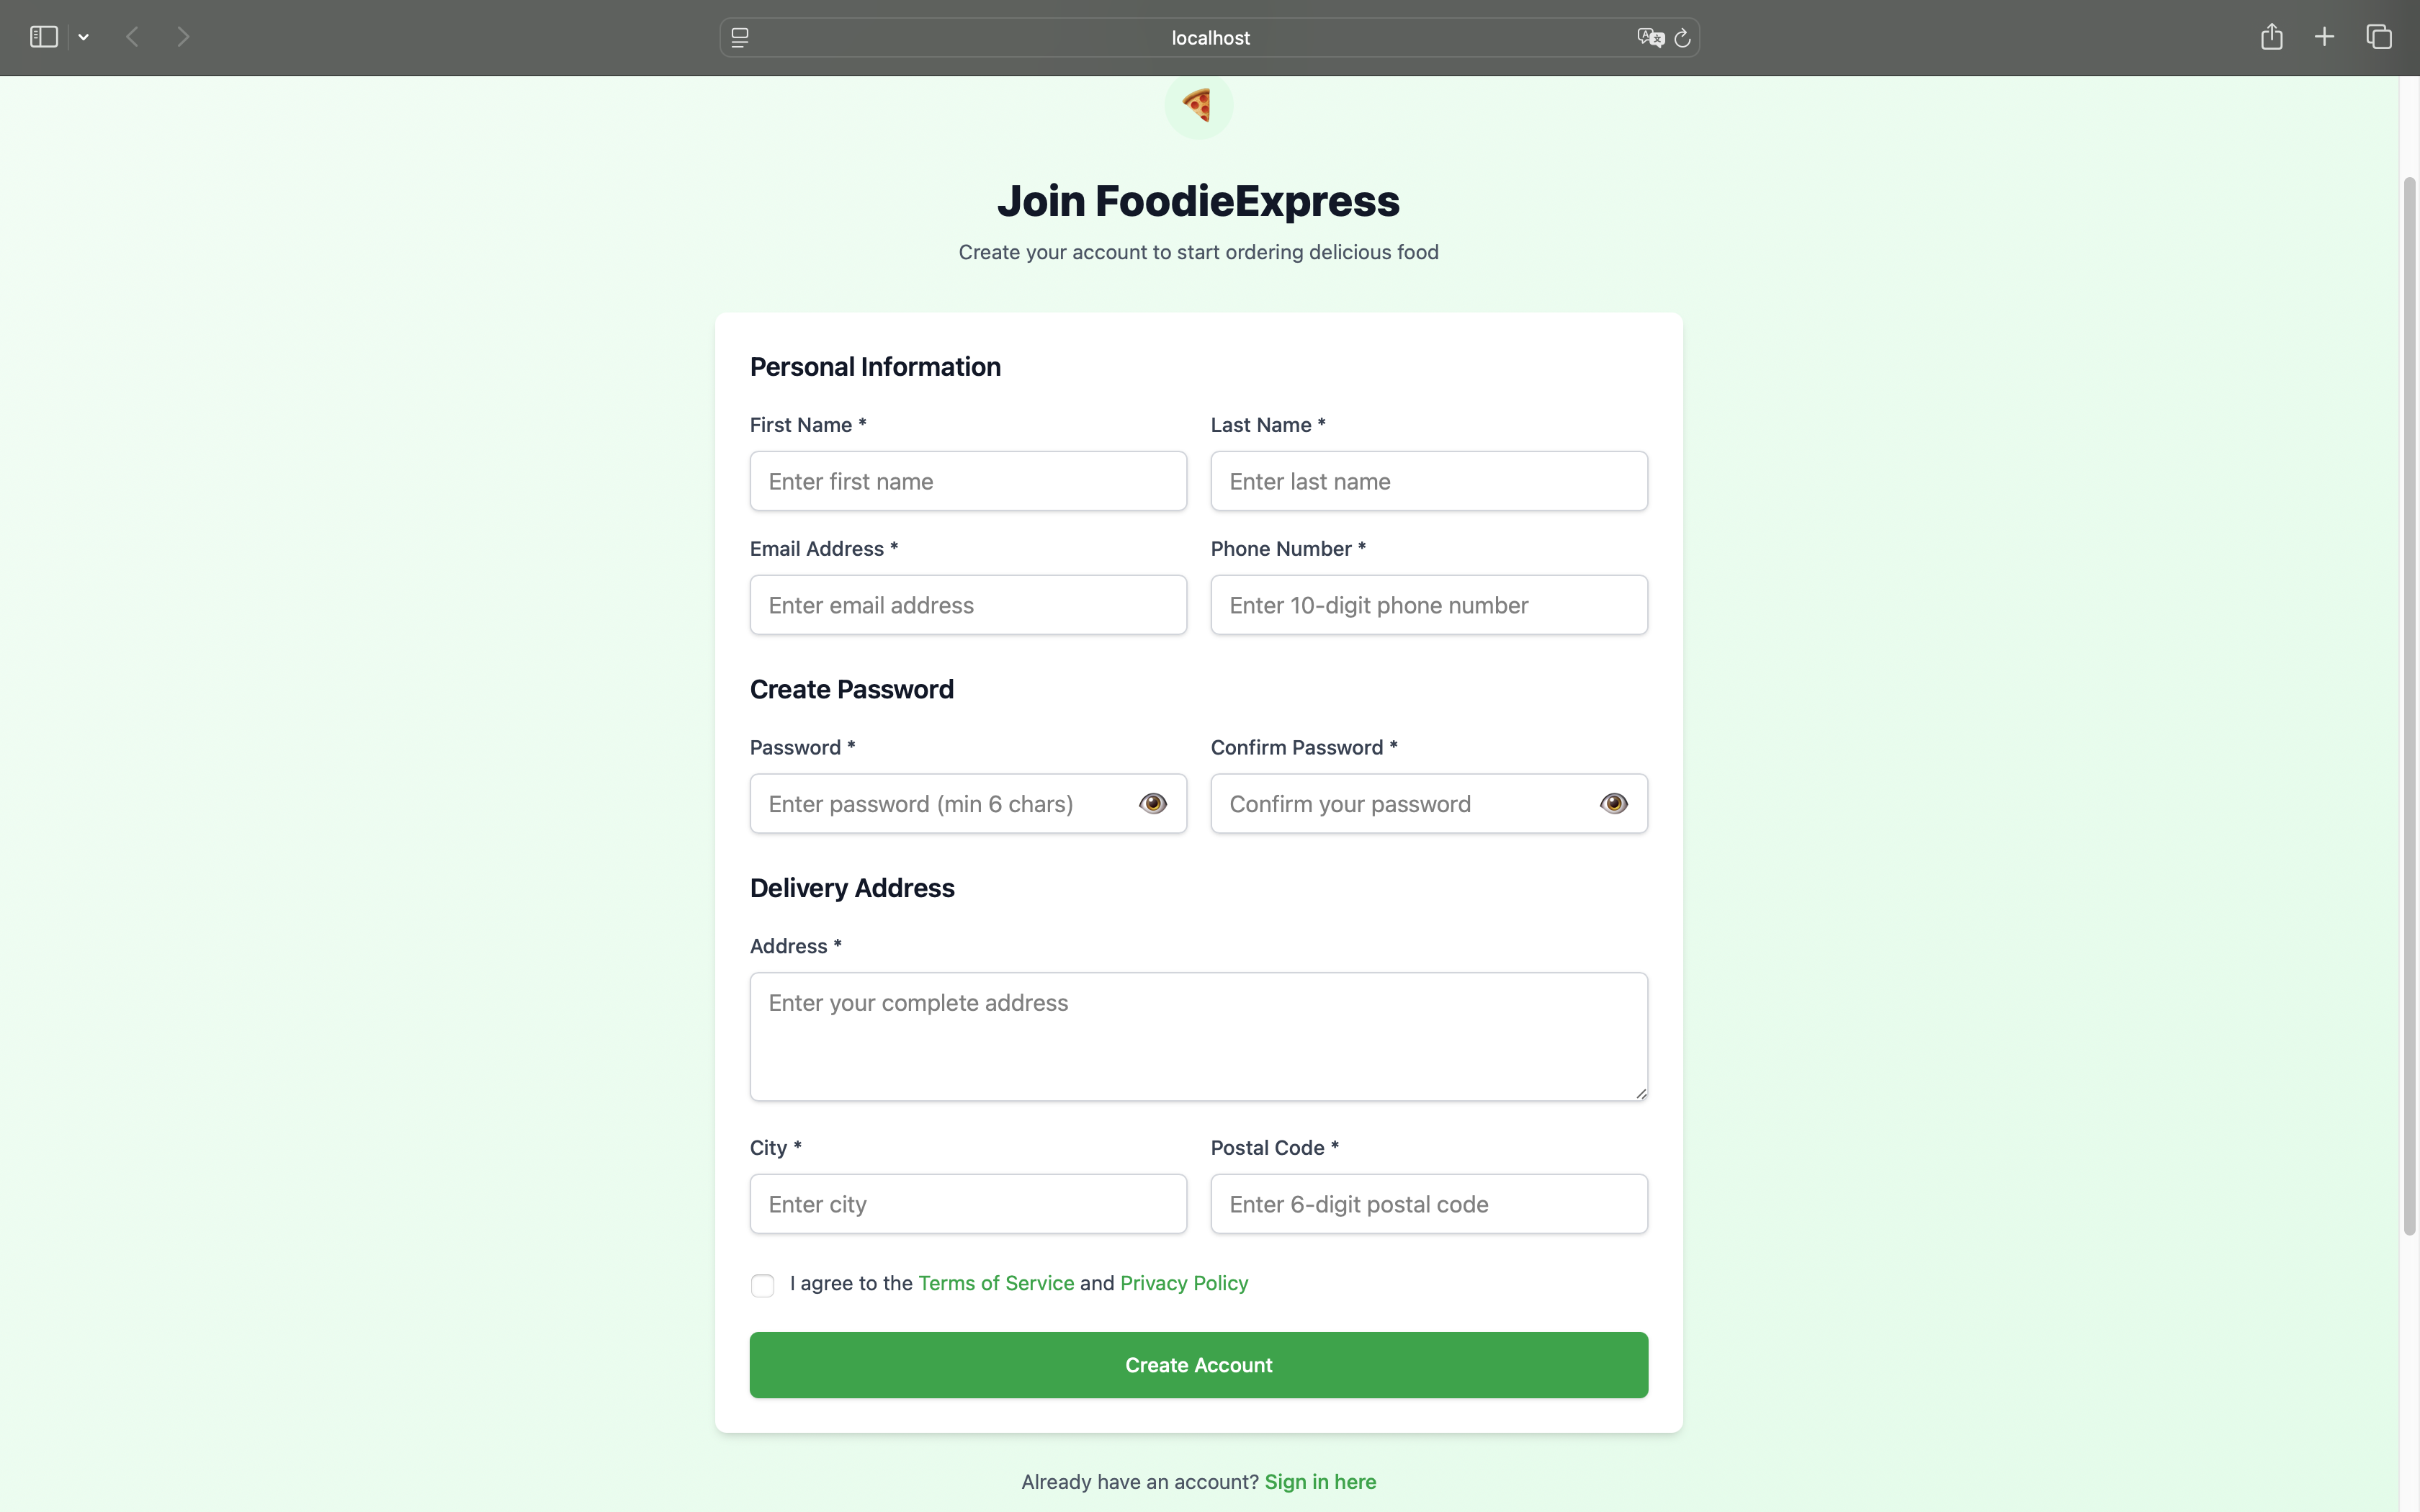 localhost
Join FoodieExpress
Create your account to start ordering delicious food
Personal Information
First Name *
Last Name *
Enter first name
Enter last name
Email Address *
Phone Number *
Enter email address
Enter 10-digit phone number
Create Password
Password *
Confirm Password *
Enter password (min 6 chars)
Confirm your password
Delivery Address
Address *
Enter your complete address
City *
Postal Code *
Enter city
Enter 6-digit postal code
I agree to the Terms of Service and Privacy Policy
Create Account
Already have an account? Sign in here